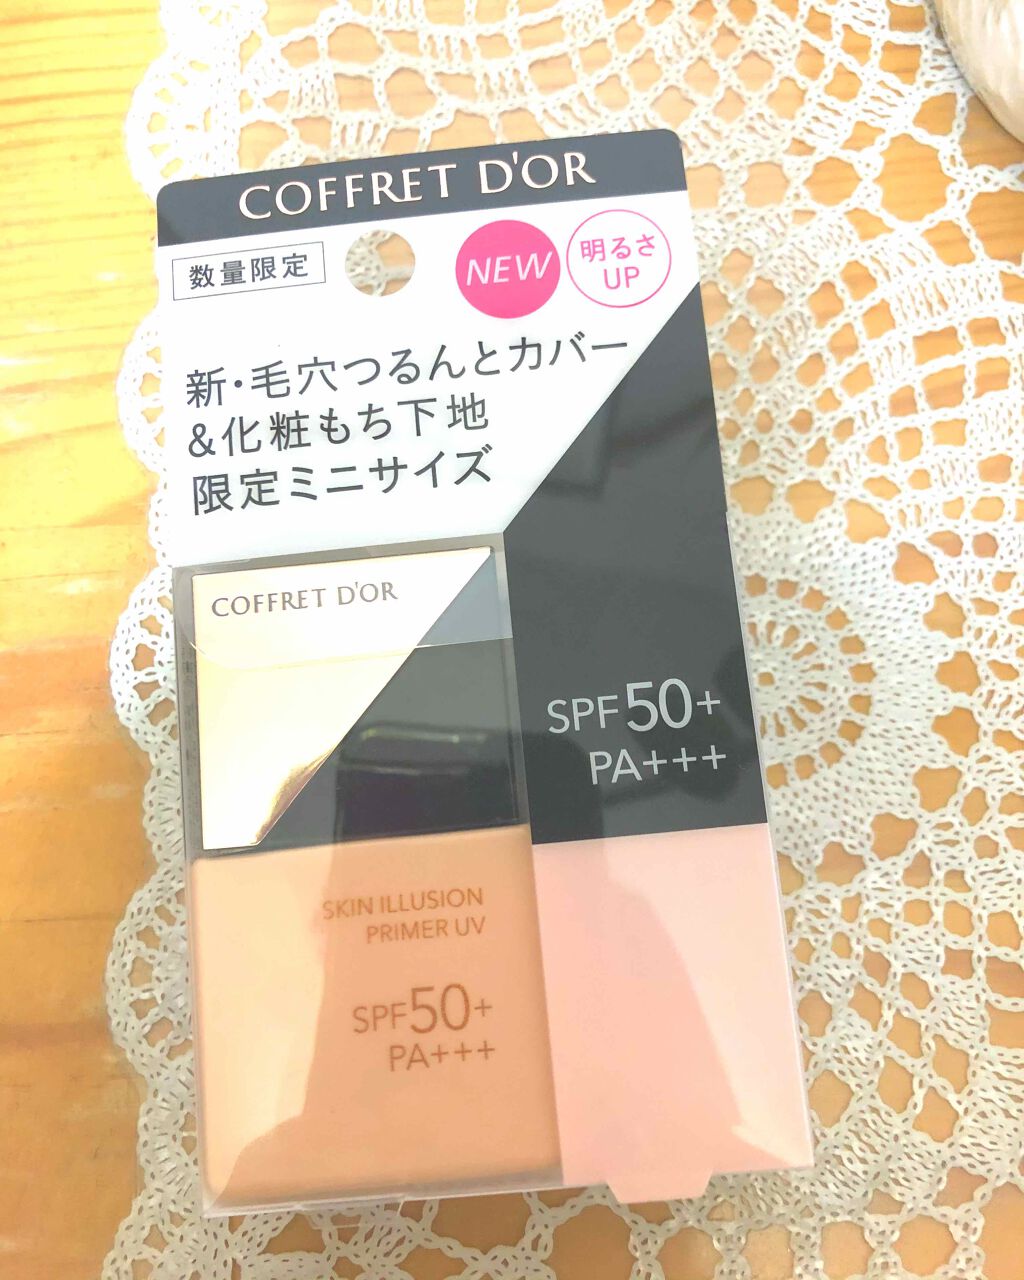 COFFRET D'OR
数量限定
NEW
明るさ
UP
新・毛穴つるんとカバー
&化粧もち下地
限定ミニサイズ
COFFRET D'OR
SPF50+
PA+++
SKIN ILLUSION
PRIMER UV
SPF50+
PA+++